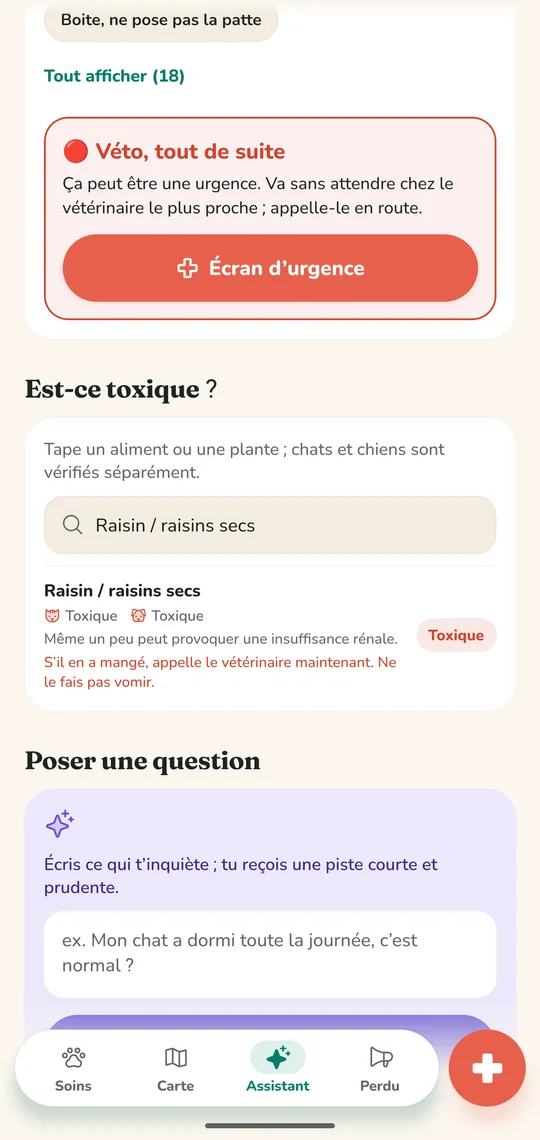 Boite, ne pose pas la patte
Tout afficher (18)
Véto, tout de suite
Ça peut être une urgence. Va sans attendre chez le
vétérinaire le plus proche ; appelle-le en route.
Écran d’urgence
Est-ce toxique ?
Tape un aliment ou une plante ; chats et chiens sont
vérifiés séparément.
Raisin / raisins secs
Raisin / raisins secs
Toxique Toxique
Même un peu peut provoquer une insuffisance rénale.
Toxique
S’il en a mangé, appelle le vétérinaire maintenant. Ne
le fais pas vomir.
Poser une question
Écris ce qui t’inquiète ; tu reçois une piste courte et
prudente.
ex. Mon chat a dormi toute la journée, c’est
normal ?
Soins Carte Assistant Perdu